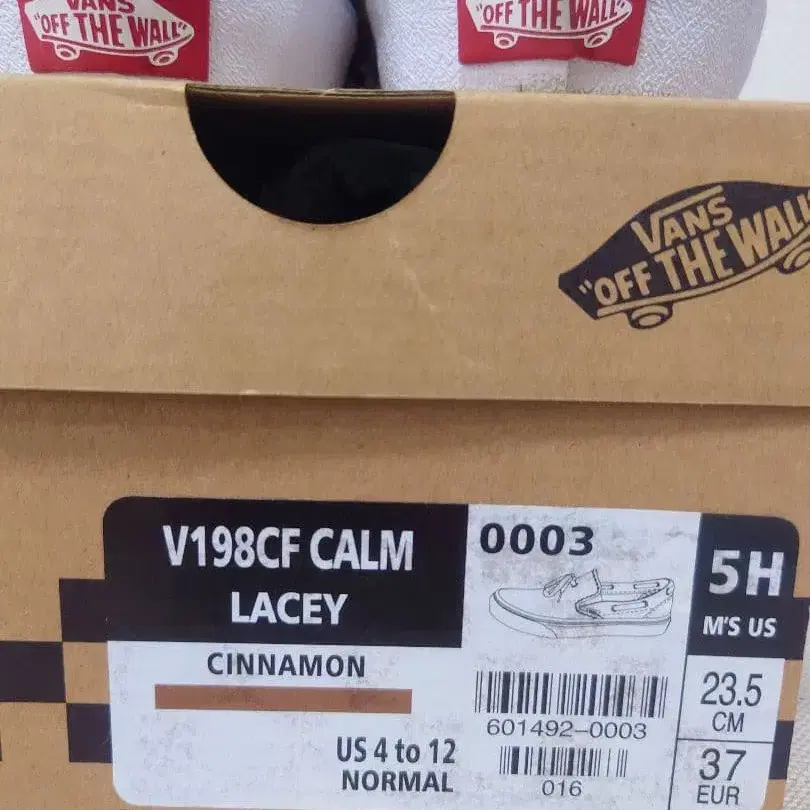 VANS
"OFF THE WALL"
VANS
"OFF THE WALL"
VANS
"OFF THE WALL"
V198CF CALM
LACEY
CINNAMON
US 4 to 12
NORMAL
0003
601492-0003
016
5H
M'S US
23.5
CM
37
EUR